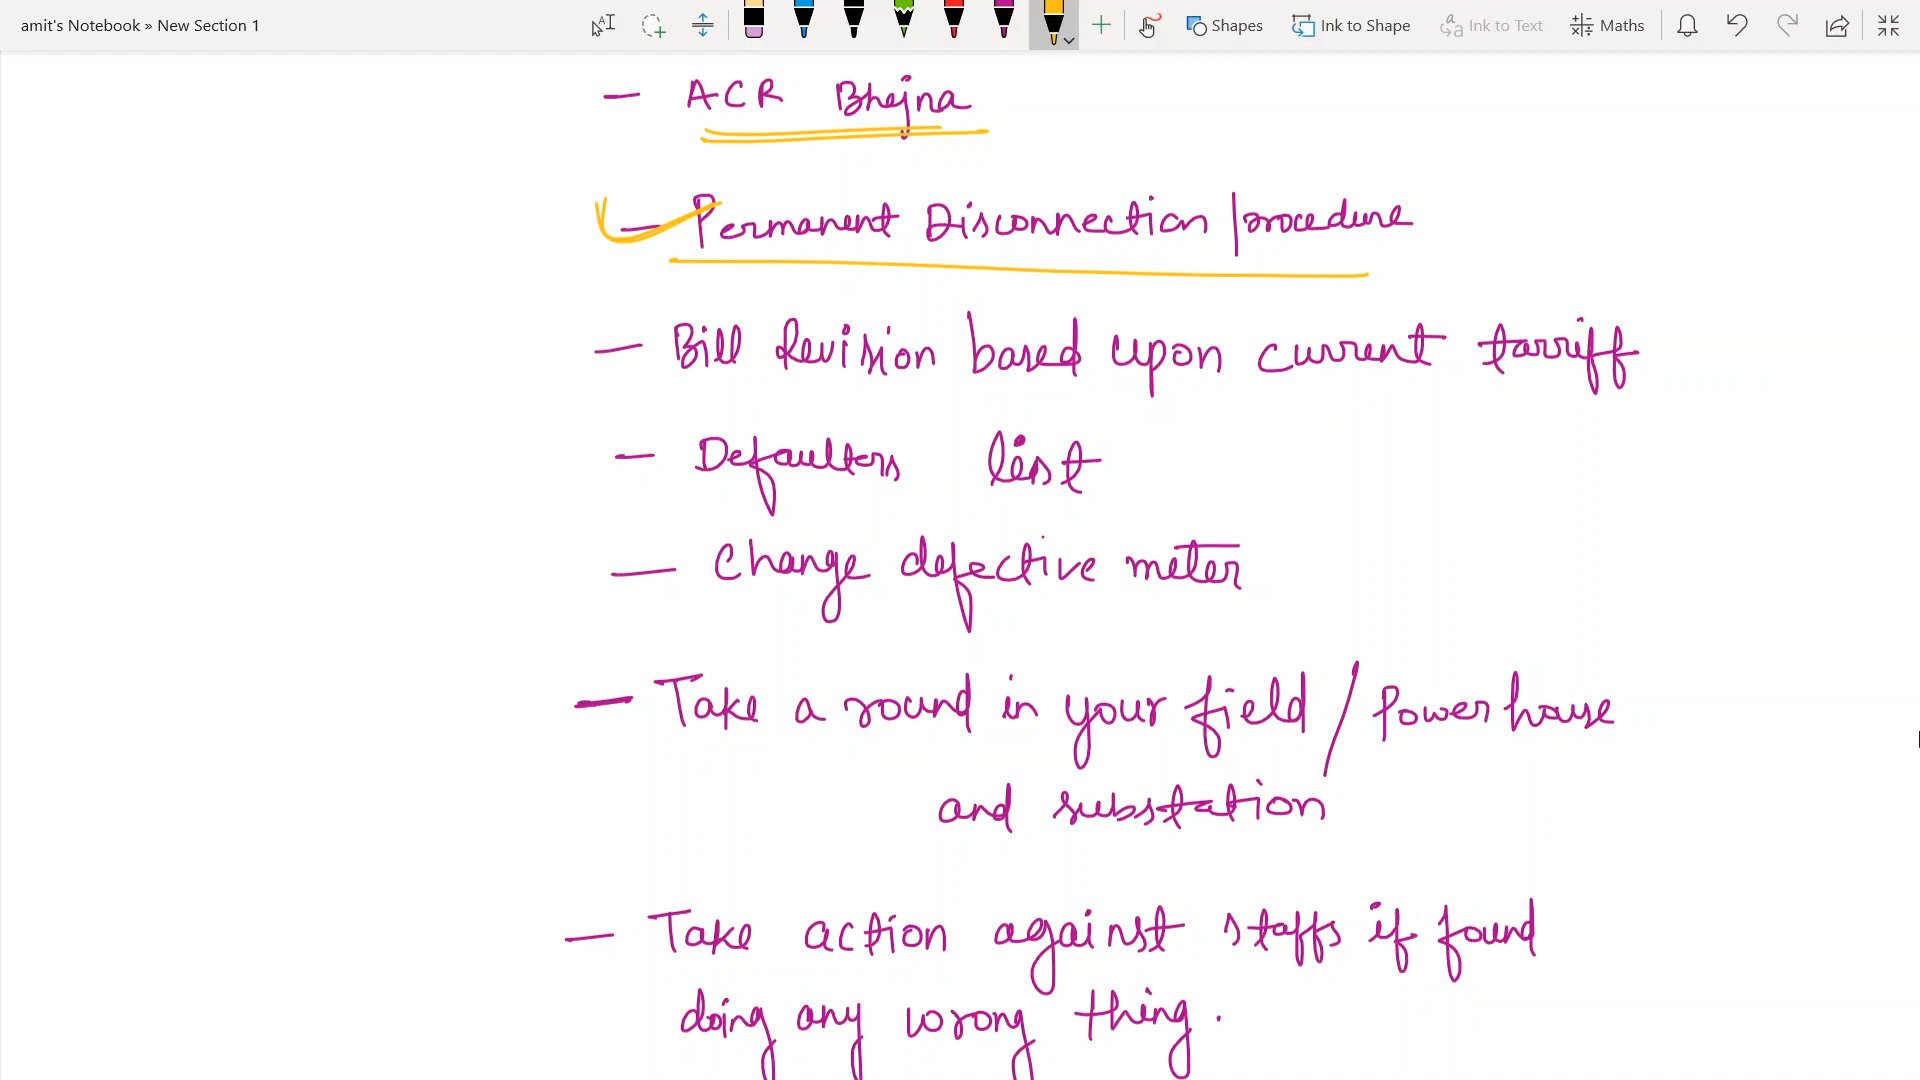 amit's Notebook » New Section 1
Shapes
Ink to Shape
Ink to Text
Maths
- ACR Bhejna
- Permanent Disconnection / procedure
- Bill Revision based upon current tarriff
- Defaulters list
- Change defective meter
- Take a round in your field / Power house
and substation
- Take action against staffs if found
doing any wrong thing.